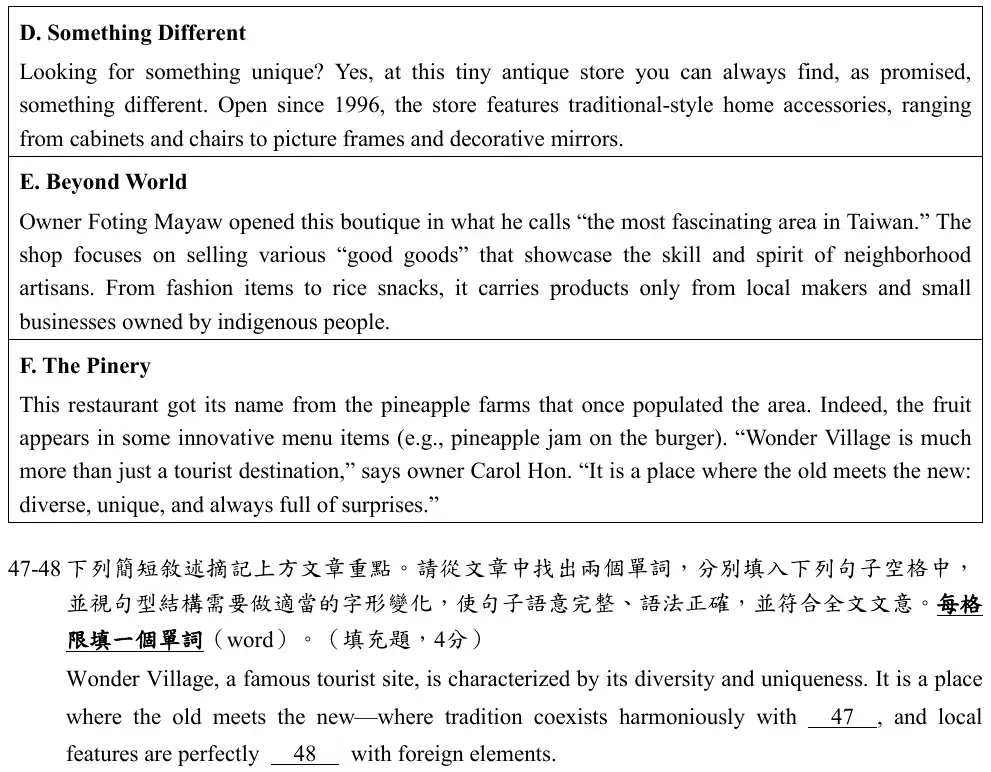 D. Something Different
Looking for something unique? Yes, at this tiny antique store you can always find, as promised,
something different. Open since 1996, the store features traditional-style home accessories, ranging
from cabinets and chairs to picture frames and decorative mirrors.
E. Beyond World
Owner Foting Mayaw opened this boutique in what he calls “the most fascinating area in Taiwan.” The
shop focuses on selling various “good goods” that showcase the skill and spirit of neighborhood
artisans. From fashion items to rice snacks, it carries products only from local makers and small
businesses owned by indigenous people.
F. The Pinery
This restaurant got its name from the pineapple farms that once populated the area. Indeed, the fruit
appears in some innovative menu items (e.g., pineapple jam on the burger). “Wonder Village is much
more than just a tourist destination,” says owner Carol Hon. “It is a place where the old meets the new:
diverse, unique, and always full of surprises.”
47-48 下列簡短敘述摘記上方文章重點。請從文章中找出兩個單詞，分別填入下列句子空格中，
並視句型結構需要做適當的字形變化，使句子語意完整、語法正確，並符合全文文意。每格
限填一個單詞（word）。（填充題，4分）
Wonder Village, a famous tourist site, is characterized by its diversity and uniqueness. It is a place
where the old meets the new—where tradition coexists harmoniously with 47 , and local
features are perfectly 48 with foreign elements.